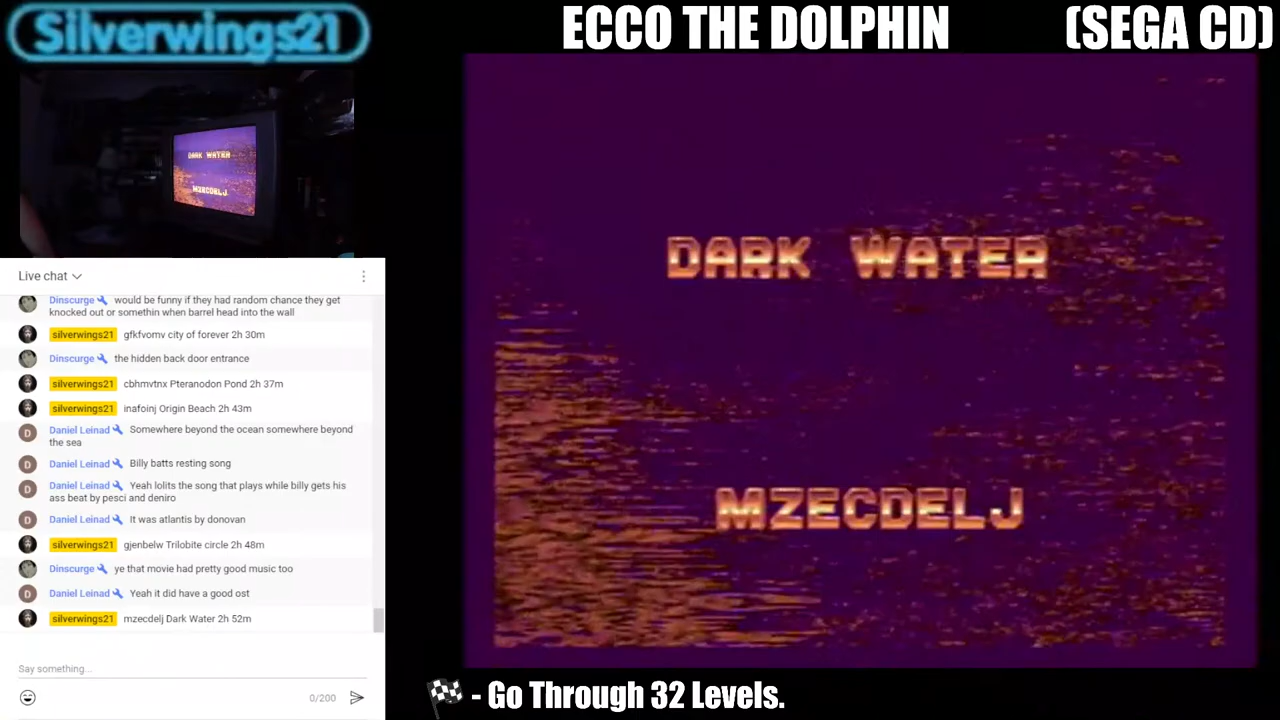 Silverwings21
ECCO THE DOLPHIN (SEGA CD)
DARK WATER
MZECDELJ
Live chat
Dinscurge would be funny if they had random chance they get
knocked out or somethin when barrel head into the wall
silverwings21 gfkfvomv city of forever 2h 30m
Dinscurge the hidden back door entrance
silverwings21 cbhmvtnx Pteranodon Pond 2h 37m
silverwings21 inafoinj Origin Beach 2h 43m
Daniel Leinad Somewhere beyond the ocean somewhere beyond
the sea
Daniel Leinad Billy batts resting song
Daniel Leinad Yeah lolits the song that plays while billy gets his
ass beat by pesci and deniro
Daniel Leinad It was atlantis by donovan
silverwings21 gjenbelw Trilobite circle 2h 48m
Dinscurge ye that movie had pretty good music too
Daniel Leinad Yeah it did have a good ost
silverwings21 mzecdelj Dark Water 2h 52m
Say something...
0/200
DARK WATER
MZECDELJ
- Go Through 32 Levels.